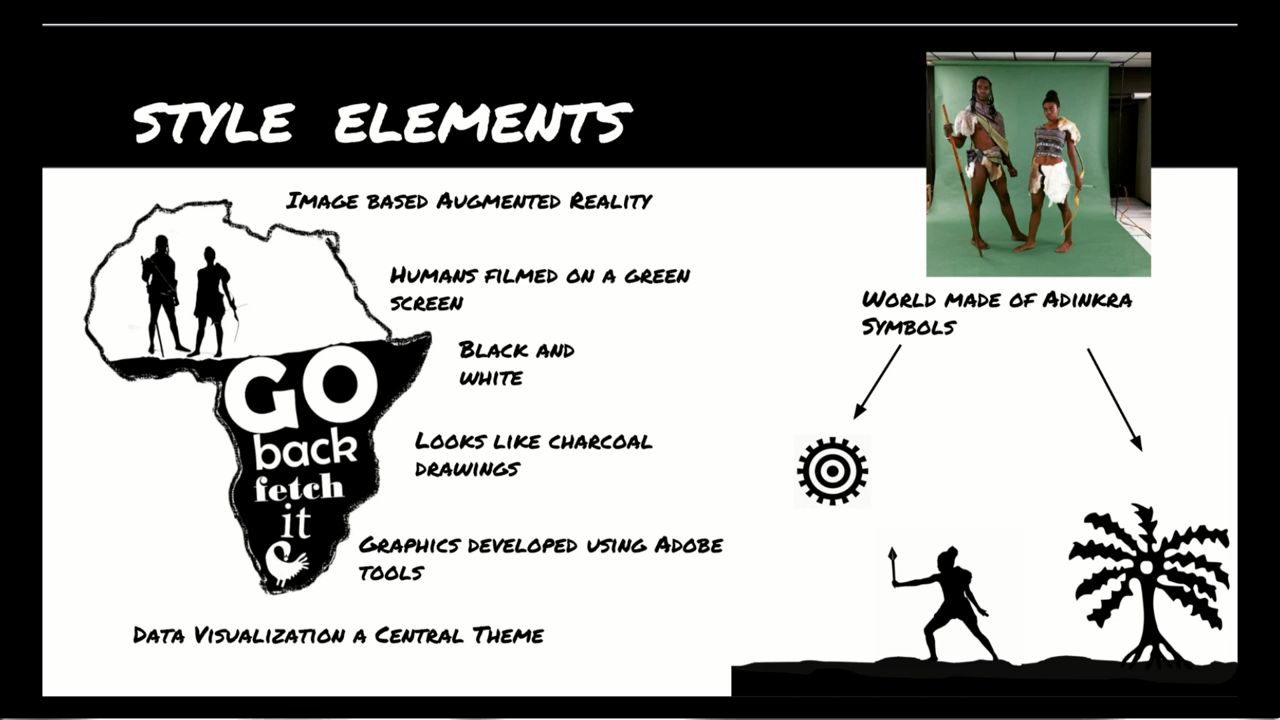 STYLE ELEMENTS
IMAGE BASED AUGMENTED REALITY
HUMANS FILMED ON A GREEN
SCREEN
BLACK AND
WHITE
LOOKS LIKE CHARCOAL
DRAWINGS
GRAPHICS DEVELOPED USING ADOBE
TOOLS
DATA VISUALIZATION A CENTRAL THEME
GO
back
fetch
it
WORLD MADE OF ADINKRA
SYMBOLS